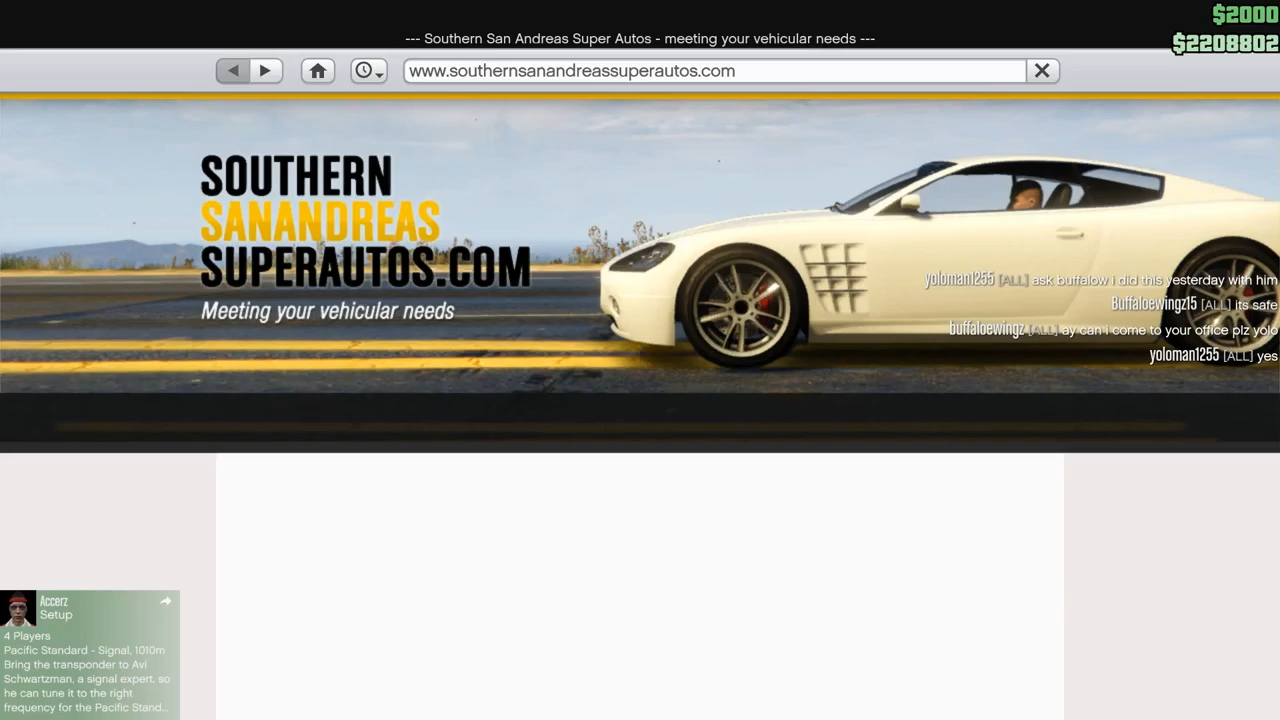 $2000
--- Southern San Andreas Super Autos - meeting your vehicular needs ---
$2208802
www.southernsanandreassuperautos.com
SOUTHERN
SANANDREAS
SUPERAUTOS.COM
Meeting your vehicular needs
yoloman1255 [ALL] ask buffalow i did this yesterday with him
Buffaloewingz15 [ALL] its safe
buffaloewingz [ALL] ay can i come to your office plz yolo
yoloman1255 [ALL] yes
Accerz
Setup
4 Players
Pacific Standard - Signal, 1010m
Bring the transponder to Avi
Schwartzman, a signal expert, so
he can tune it to the right
frequency for the Pacific Stand...